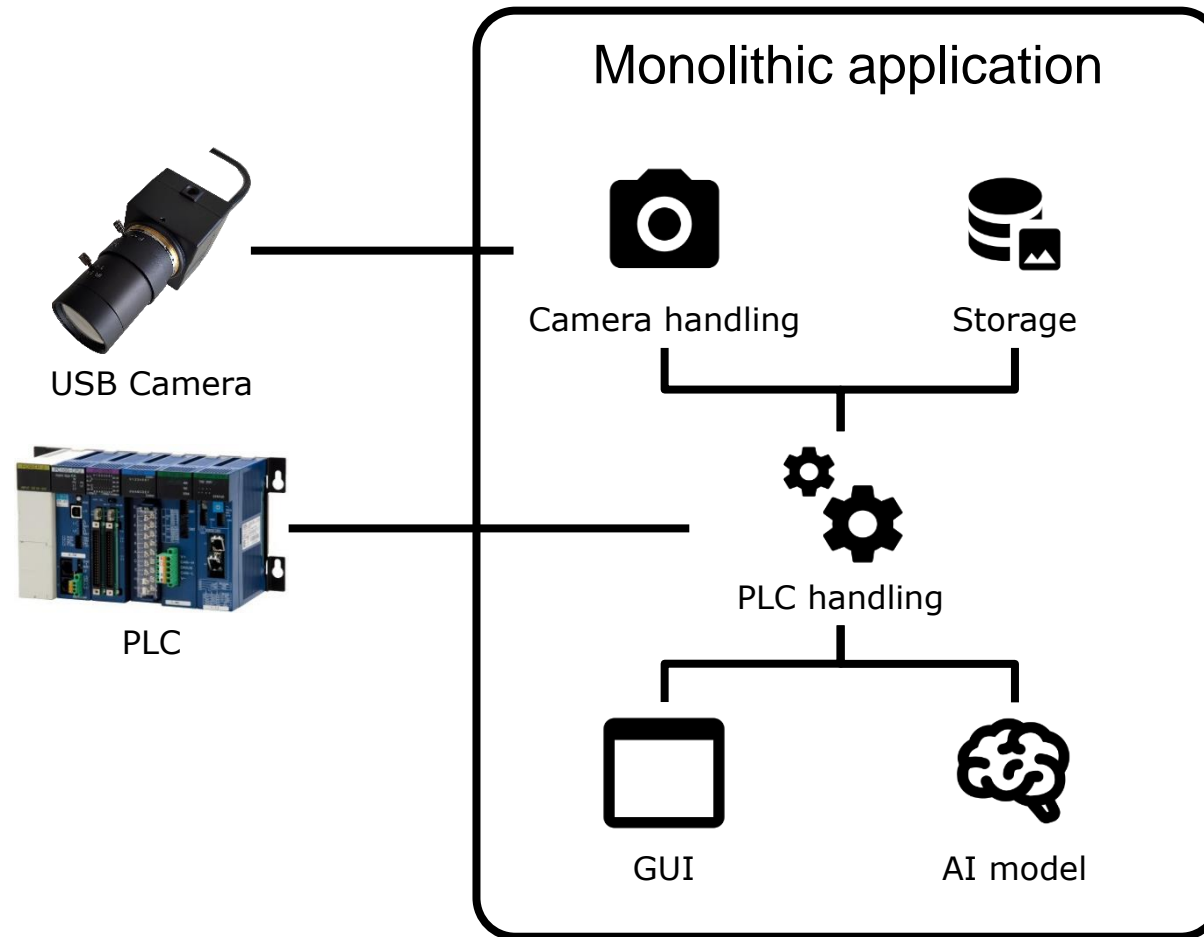 Monolithic application
Camera handling
Storage
USB Camera
PLC handling
PLC
GUI
AI model